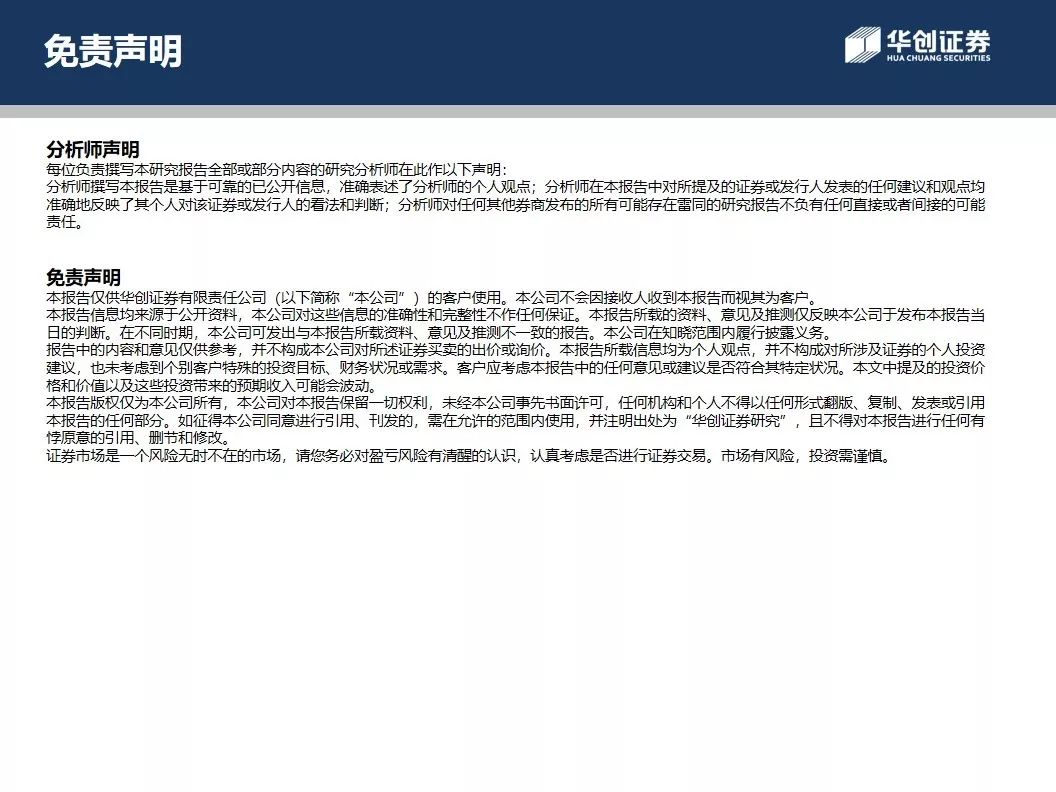 免责声明
华创证券
HUA CHUANG SECURITIES
分析师声明
每位负责撰写本研究报告全部或部分内容的研究分析师在此作以下声明：
分析师撰写本报告是基于可靠的已公开信息，准确表述了分析师的个人观点；分析师在本报告中对所提及的证券或发行人发表的任何建议和观点均
准确地反映了其个人对该证券或发行人的看法和判断；分析师对任何其他券商发布的所有可能存在雷同的研究报告不负有任何直接或者间接的可能
责任。
免责声明
本报告仅供华创证券有限责任公司（以下简称“本公司”）的客户使用。本公司不会因接收人收到本报告而视其为客户。
本报告信息均来源于公开资料，本公司对这些信息的准确性和完整性不作任何保证。本报告所载的资料、意见及推测仅反映本公司于发布本报告当
日的判断。在不同时期，本公司可发出与本报告所载资料、意见及推测不一致的报告。本公司在知晓范围内履行披露义务。
报告中的内容和意见仅供参考，并不构成本公司对所述证券买卖的出价或询价。本报告所载信息均为个人观点，并不构成对所涉及证券的个人投资
建议，也未考虑到个别客户特殊的投资目标、财务状况或需求。客户应考虑本报告中的任何意见或建议是否符合其特定状况。本文中提及的投资价
格和价值以及这些投资带来的预期收入可能会波动。
本报告版权仅为本公司所有，本公司对本报告保留一切权利，未经本公司事先书面许可，任何机构和个人不得以任何形式翻版、复制、发表或引用
本报告的任何部分。如征得本公司同意进行引用、刊发的，需在允许的范围内使用，并注明出处为“华创证券研究”，且不得对本报告进行任何有
悖原意的引用、删节和修改。
证券市场是一个风险无时不在的市场，请您务必对盈亏风险有清醒的认识，认真考虑是否进行证券交易。市场有风险，投资需谨慎。